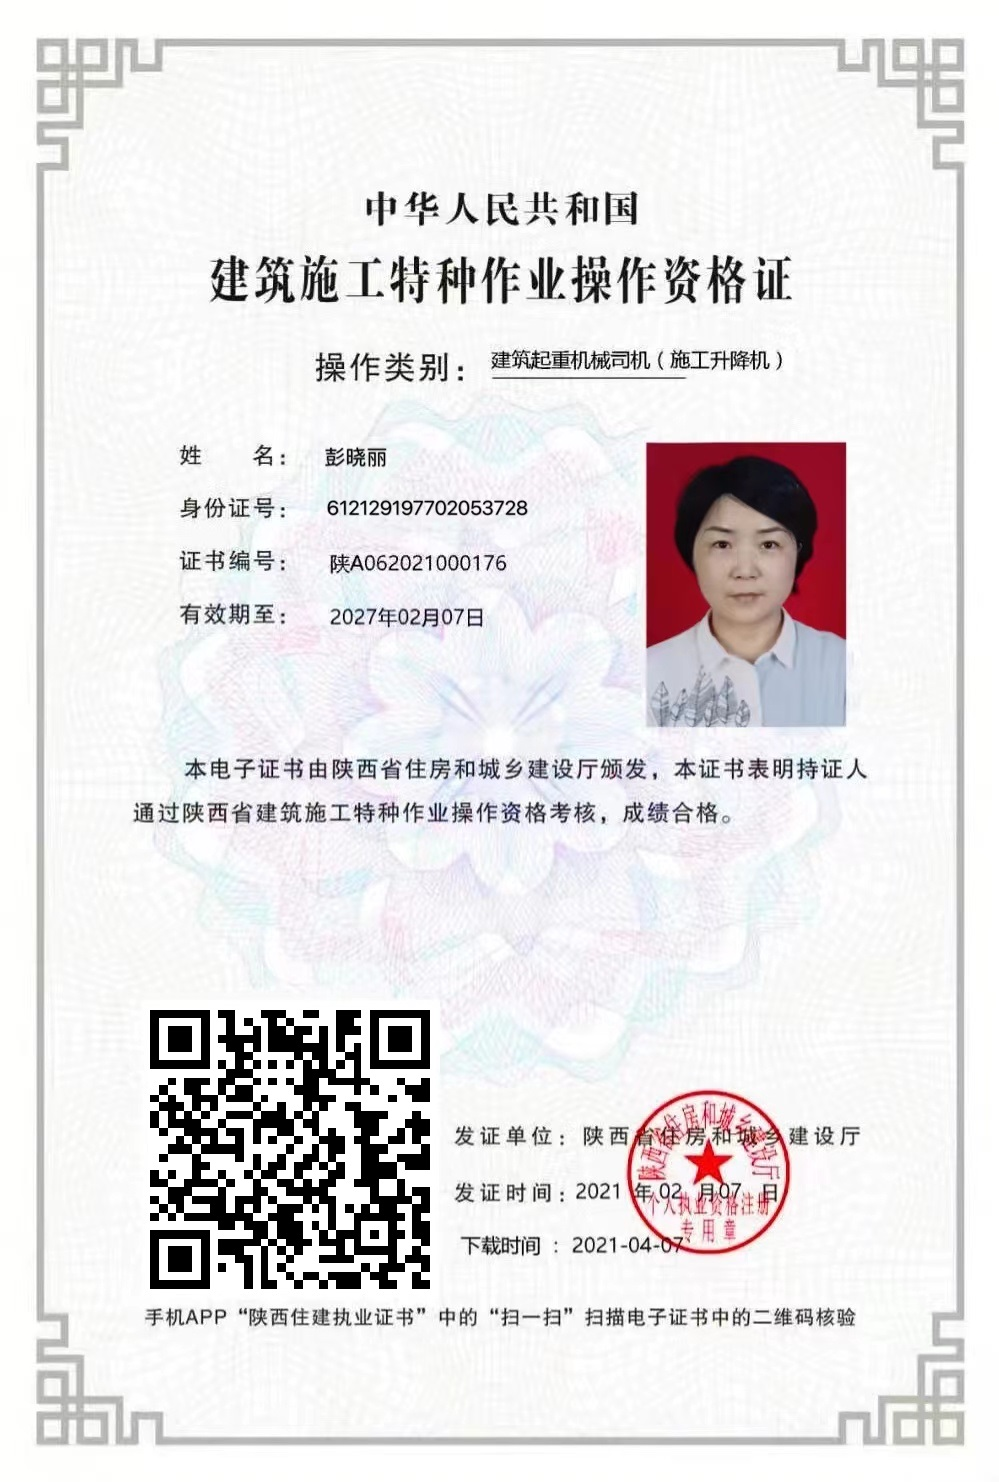 中华人民共和国
建筑施工特种作业操作资格证
操作类别：建筑起重机械司机（施工升降机）
姓 名：彭晓丽
身份证号：612129197702053728
证书编号：陕A062021000176
有效期至：2027年02月07日
本电子证书由陕西省住房和城乡建设厅颁发，本证书表明持证人
通过陕西省建筑施工特种作业操作资格考核，成绩合格。
发证单位：陕西省住房和城乡建设厅
发证时间：2021 年 02 月07 日
下载时间 ：2021-04-07
陕西省住房和城乡建设厅
个人执业资格注册
专用章
手机APP“陕西住建执业证书”中的“扫一扫”扫描电子证书中的二维码核验